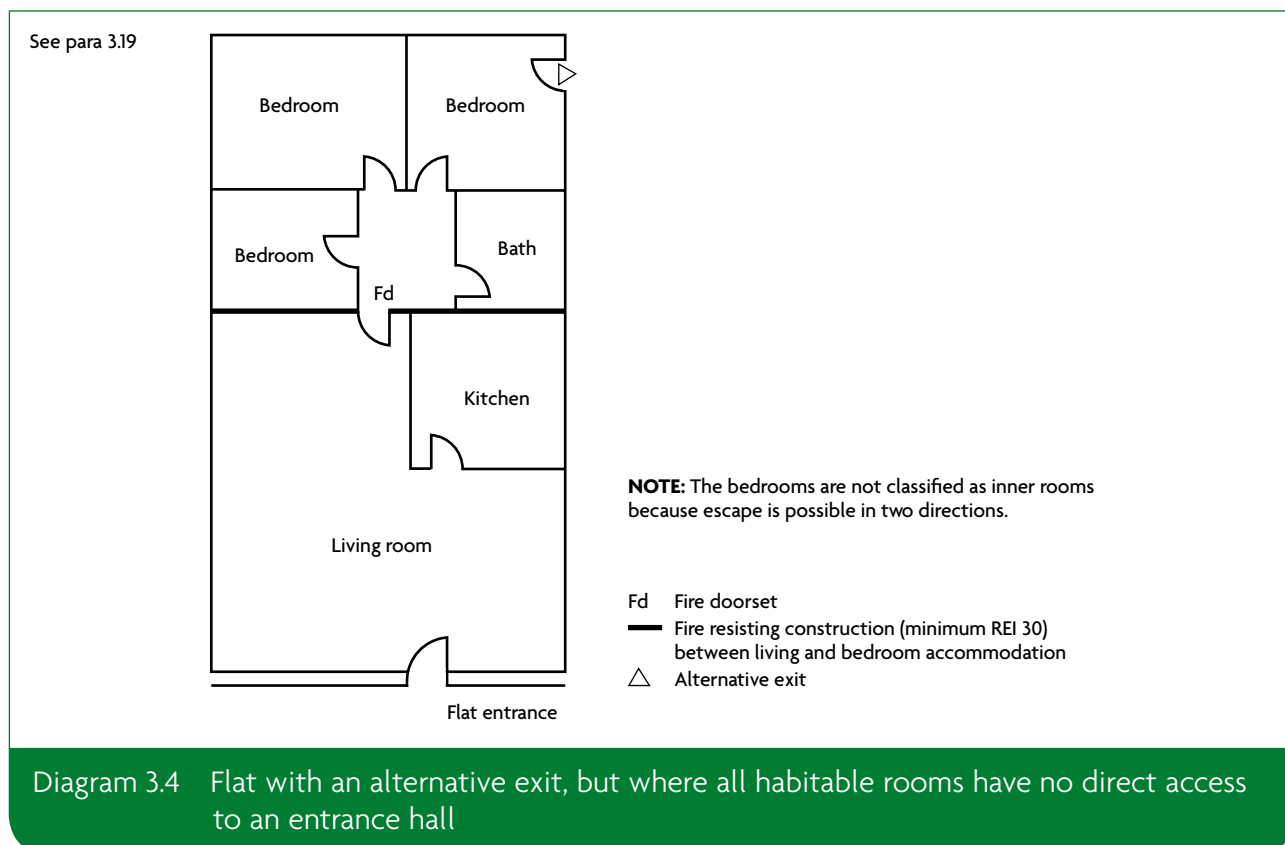 See para 3.19
Bedroom
Bedroom
Bedroom
Bath
Fd
Kitchen
Living room
Flat entrance
NOTE: The bedrooms are not classified as inner rooms
because escape is possible in two directions.
Fd Fire doorset
Fire resisting construction (minimum REI 30)
between living and bedroom accommodation
Alternative exit
Diagram 3.4 Flat with an alternative exit, but where all habitable rooms have no direct access
to an entrance hall